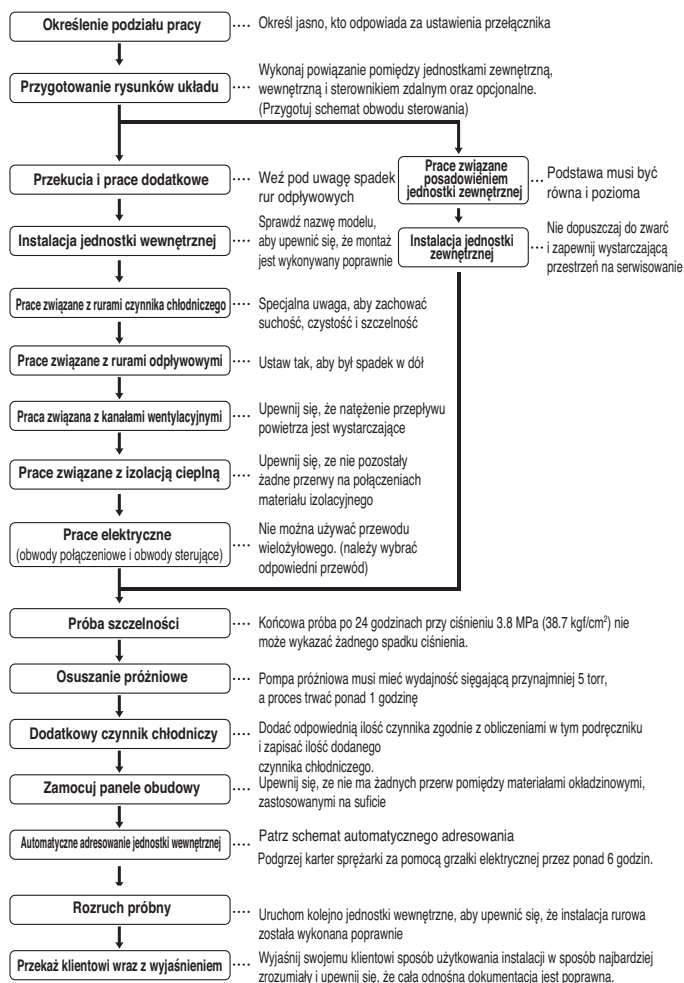 Określenie podziału pracy
···· Określ jasno, kto odpowiada za ustawienia przełącznika
Przygotowanie rysunków układu
···· Wykonaj powiązanie pomiędzy jednostkami zewnętrzną,
wewnętrzną i sterownikiem zdalnym oraz opcjonalne.
(Przygotuj schemat obwodu sterowania)
Przekucia i prace dodatkowe
···· Weź pod uwagę spadek
rur odpływowych
Prace związane
posadowieniem
jednostki zewnętrznej
··· Podstawa musi być
równa i pozioma
Instalacja jednostki wewnętrznej
···· Sprawdź nazwę modelu,
aby upewnić się, że montaż
jest wykonywany poprawnie
Instalacja jednostki
zewnętrznej
···· Nie dopuszczaj do zwarć
i zapewnij wystarczającą
przestrzeń na serwisowanie
Prace związane z rurami czynnika chłodniczego
···· Specjalna uwaga, aby zachować
suchość, czystość i szczelność
Prace związane z rurami odpływowymi
···· Ustaw tak, aby był spadek w dół
Praca związana z kanałami wentylacyjnymi
···· Upewnij się, że natężenie przepływu
powietrza jest wystarczające
Prace związane z izolacją cieplną
···· Upewnij się, ze nie pozostały
żadne przerwy na połączeniach
materiału izolacyjnego
Prace elektryczne
(obwody połączeniowe i obwody sterujące)
···· Nie można używać przewodu
wielożyłowego. (należy wybrać
odpowiedni przewód)
Próba szczelności
···· Końcowa próba po 24 godzinach przy ciśnieniu 3.8 MPa (38.7 kgf/cm²) nie
może wykazać żadnego spadku ciśnienia.
Osuszanie próżniowe
···· Pompa próżniowa musi mieć wydajność sięgającą przynajmniej 5 torr,
a proces trwać ponad 1 godzinę
Dodatkowy czynnik chłodniczy
···· Dodać odpowiednią ilość czynnika zgodnie z obliczeniami w tym podręczniku
i zapisać ilość dodanego
czynnika chłodniczego.
Zamocuj panele obudowy
···· Upewnij się, ze nie ma żadnych przerw pomiędzy materiałami okładzinowymi,
zastosowanymi na suficie
Automatyczne adresowanie jednostki wewnętrznej
···· Patrz schemat automatycznego adresowania
Podgrzej karter sprężarki za pomocą grzałki elektrycznej przez ponad 6 godzin.
Rozruch próbny
···· Uruchom kolejno jednostki wewnętrzne, aby upewnić się, że instalacja rurowa
została wykonana poprawnie
Przekaż klientowi wraz z wyjaśnieniem
···· Wyjaśnij swojemu klientowi sposób użytkowania instalacji w sposób najbardziej
zrozumiały i upewnij się, że cała odnośna dokumentacja jest poprawna.